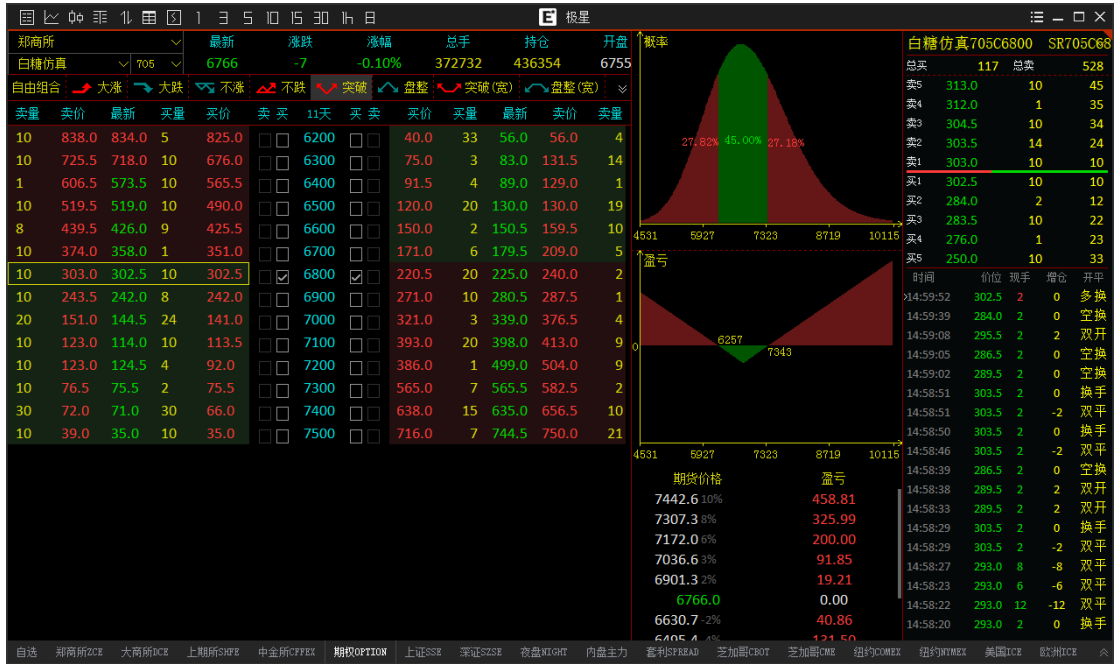 1 3 5 10 15 30 1h 日 E 极星
郑商所 最新 涨跌 涨幅 总手 持仓 开盘
白糖仿真 705 6766 -7 -0.10% 372732 436354 6755
自由组合 大涨 大跌 不涨 不跌 突破 盘整 突破(宽) 盘整(宽)
卖量 卖价 最新 买量 买价 卖 买 11天 买 卖 买价 买量 最新 卖价 卖量
10 838.0 834.0 5 825.0 6200 40.0 33 56.0 56.0 4
10 725.5 718.0 10 676.0 6300 75.0 3 83.0 131.5 14
1 606.5 573.5 10 565.5 6400 91.5 4 89.0 129.0 1
10 519.5 519.0 10 490.0 6500 120.0 20 130.0 130.0 19
8 439.5 426.0 9 425.5 6600 150.0 2 150.5 159.5 10
10 374.0 358.0 1 351.0 6700 171.0 6 179.5 209.0 5
10 303.0 302.5 10 302.5 6800 220.5 20 225.0 240.0 2
10 243.5 242.0 8 242.0 6900 271.0 10 280.5 287.5 1
20 151.0 144.5 24 141.0 7000 321.0 3 339.0 376.5 4
10 123.0 114.0 10 113.5 7100 393.0 20 398.0 413.0 9
10 123.0 124.5 4 92.0 7200 386.0 1 499.0 504.0 9
10 76.5 75.5 2 75.5 7300 565.0 7 565.5 582.5 2
30 72.0 71.0 30 66.0 7400 638.0 15 635.0 656.5 10
10 39.0 35.0 10 35.0 7500 716.0 7 744.5 750.0 21
概率
27.82% 45.00% 27.18%
4531 5927 7323 8719 10115
盈亏
0 6257 7343
4531 5927 7323 8719 10115
期货价格 盈亏
7442.6 10% 458.81
7307.3 8% 325.99
7172.0 6% 200.00
7036.6 3% 91.85
6901.3 2% 19.21
6766.0 0.00
6630.7 -2% 40.86
6495.4 -4% 131.50
白糖仿真705C6800 SR705C68
总买 117 总卖 528
卖5 313.0 10 45
卖4 312.0 1 35
卖3 304.5 10 34
卖2 303.5 14 24
卖1 303.0 10 10
买1 302.5 10 10
买2 284.0 2 12
买3 283.5 10 22
买4 276.0 1 23
买5 250.0 10 33
时间 价位 现手 增仓 开平
14:59:52 302.5 2 0 多换
14:59:39 284.0 2 0 空换
14:59:08 295.5 2 2 双开
14:59:05 286.5 2 0 空换
14:59:02 289.5 2 0 空换
14:58:51 303.5 2 0 换手
14:58:51 303.5 2 -2 双平
14:58:50 303.5 2 0 换手
14:58:46 303.5 2 -2 双平
14:58:39 286.5 2 0 空换
14:58:38 289.5 2 2 双开
14:58:33 289.5 2 2 双开
14:58:29 303.5 2 0 换手
14:58:29 303.5 2 -2 双平
14:58:27 293.0 8 -8 双平
14:58:23 293.0 6 -6 双平
14:58:22 293.0 12 -12 双平
14:58:20 293.0 2 0 换手
自选 郑商所ZCE 大商所DCE 上期所SHFE 中金所CFFEX 期权OPTION 上证SSE 深证SZSE 夜盘NIGHT 内盘主力 套利SPREAD 芝加哥CBOT 芝加哥CME 纽约COMEX 纽约NYMEX 美国ICE 欧洲ICE